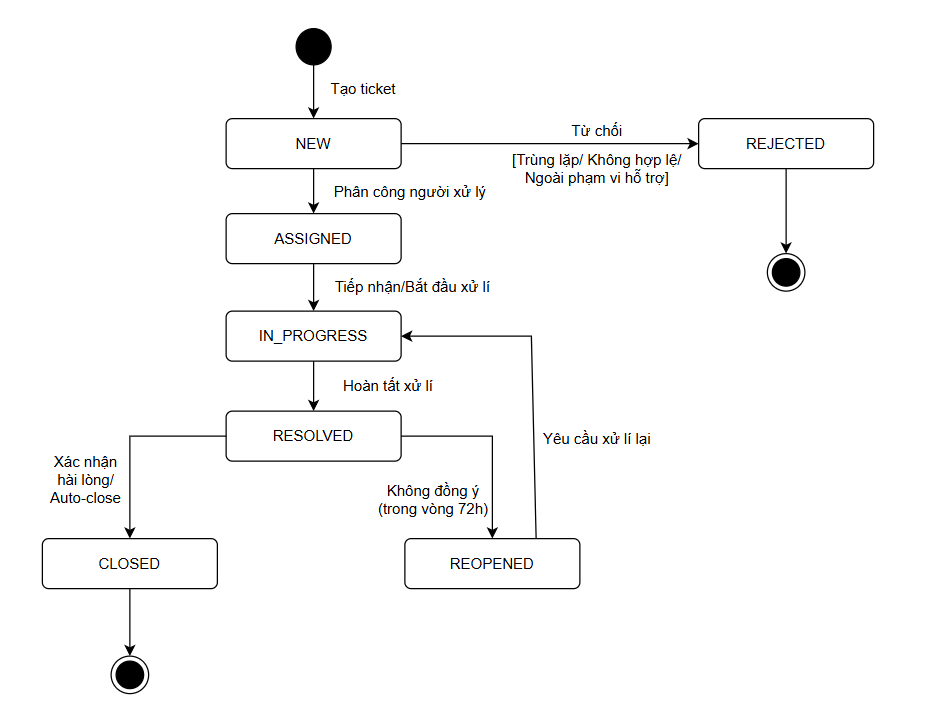 Tạo ticket
NEW
Từ chối
[Trùng lặp/ Không hợp lệ/
Ngoài phạm vi hỗ trợ]
REJECTED
Phân công người xử lý
ASSIGNED
Tiếp nhận/Bắt đầu xử lí
IN_PROGRESS
Hoàn tất xử lí
RESOLVED
Yêu cầu xử lí lại
Xác nhận
hài lòng/
Auto-close
Không đồng ý
(trong vòng 72h)
CLOSED
REOPENED